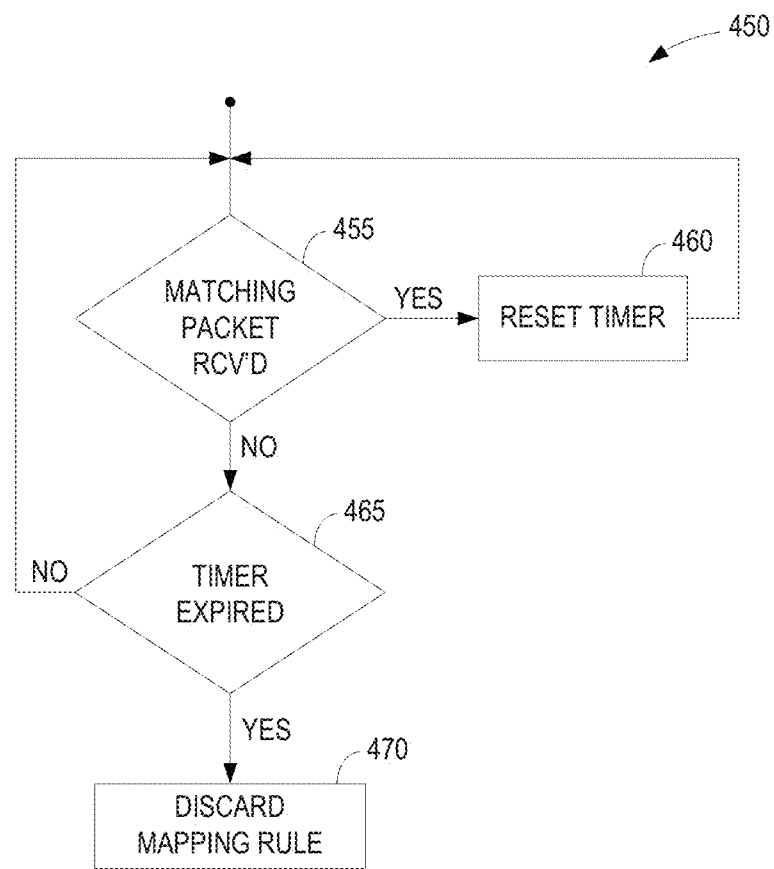 450
455
MATCHING
PACKET
RCV'D
YES
460
RESET TIMER
NO
465
TIMER
EXPIRED
NO
YES
470
DISCARD
MAPPING RULE